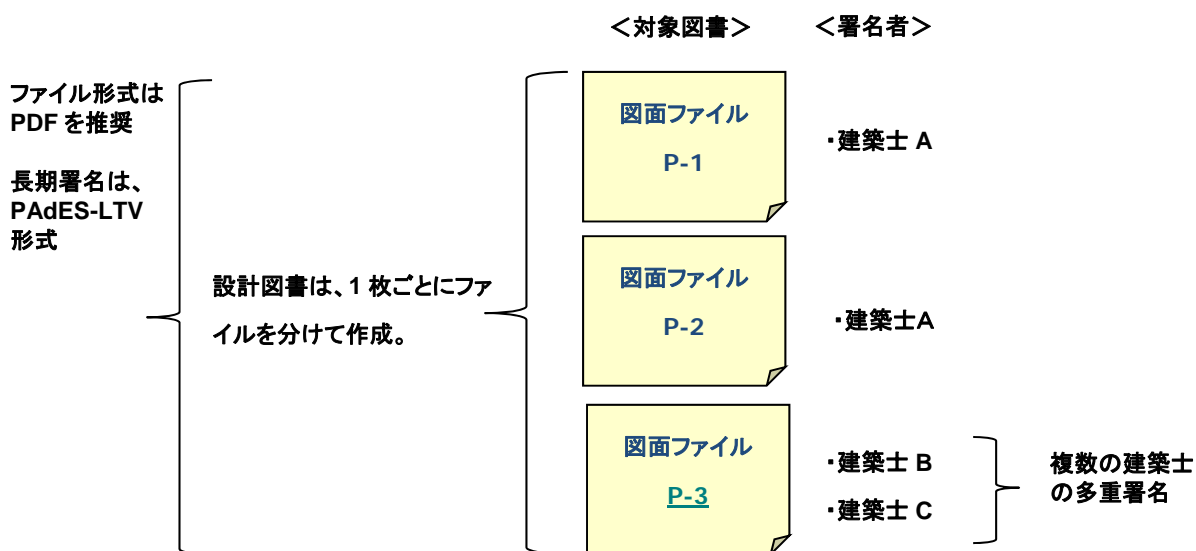 ＜対象図書＞
＜署名者＞
ファイル形式は
PDF を推奨
長期署名は、
PAdES-LTV
形式
設計図書は、1 枚ごとにファ
イルを分けて作成。
図面ファイル
P-1
・建築士 A
図面ファイル
P-2
・建築士A
図面ファイル
P-3
・建築士 B
・建築士 C
複数の建築士
の多重署名